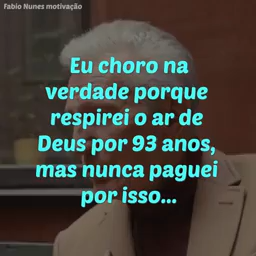 Fabio Nunes motivação
Eu choro na
verdade porque
respirei o ar de
Deus por 93 anos,
mas nunca paguei
por isso...